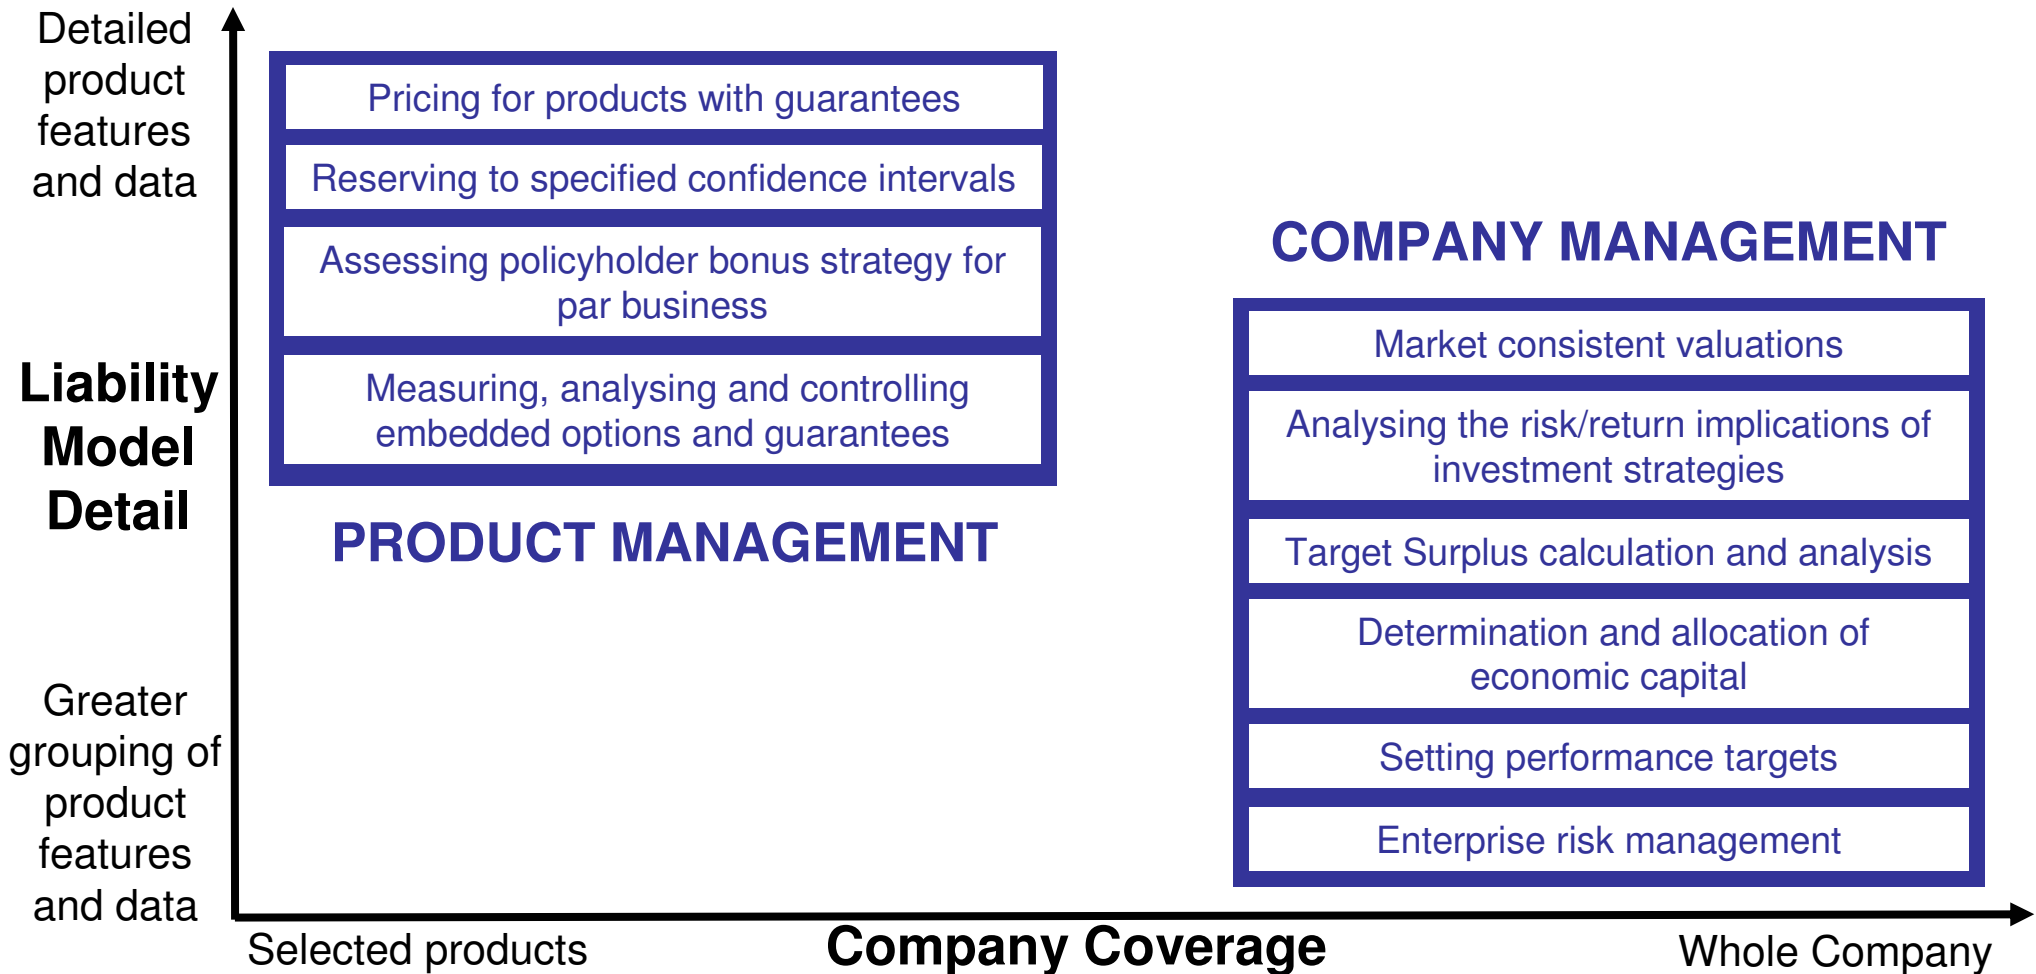 Detailed
product
features
and data
Liability
Model
Detail
Greater
grouping of
product
features
and data
Pricing for products with guarantees
Reserving to specified confidence intervals
Assessing policyholder bonus strategy for
par business
Measuring, analysing and controlling
embedded options and guarantees
PRODUCT MANAGEMENT
COMPANY MANAGEMENT
Market consistent valuations
Analysing the risk/return implications of
investment strategies
Target Surplus calculation and analysis
Determination and allocation of
economic capital
Setting performance targets
Enterprise risk management
Selected products
Company Coverage
Whole Company